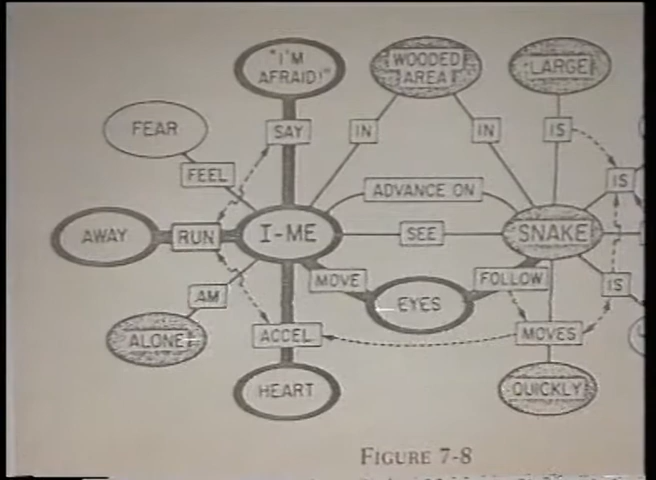 "I'M
AFRAID!"
WOODED
AREA
LARGE
FEAR
SAY
IN
IN
IS
FEEL
IS
ADVANCE ON
AWAY
RUN
I-ME
SEE
SNAKE
MOVE
FOLLOW
IS
AM
EYES
ALONE
ACCEL
MOVES
HEART
QUICKLY
FIGURE 7-8